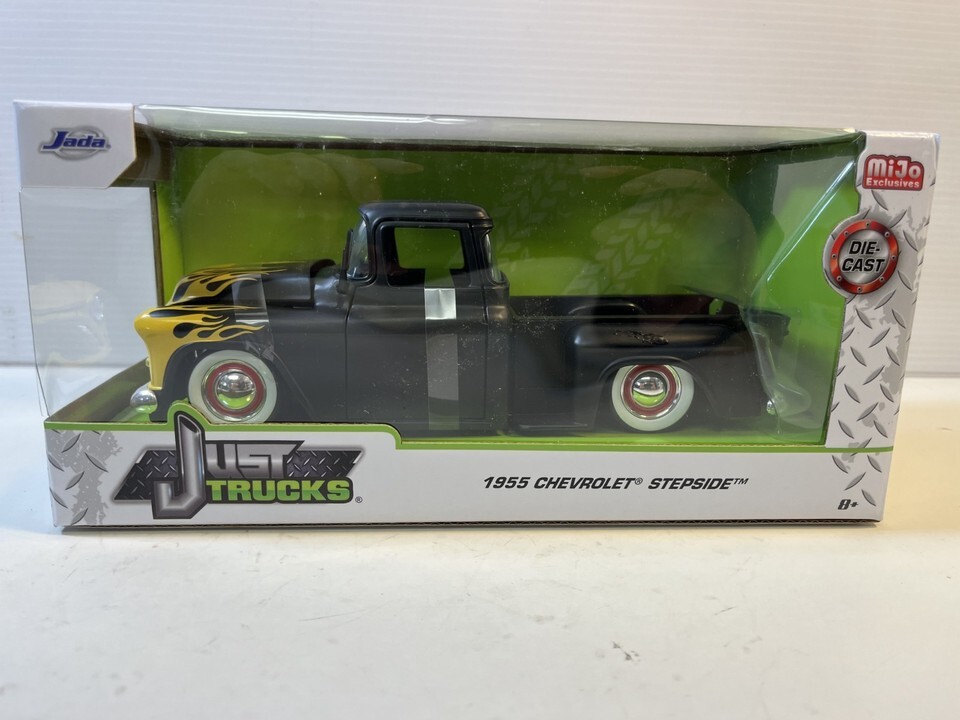 Jada
MiJo
Exclusives
DIE-
CAST
JUST
TRUCKS®
1955 CHEVROLET® STEPSIDE™
8+